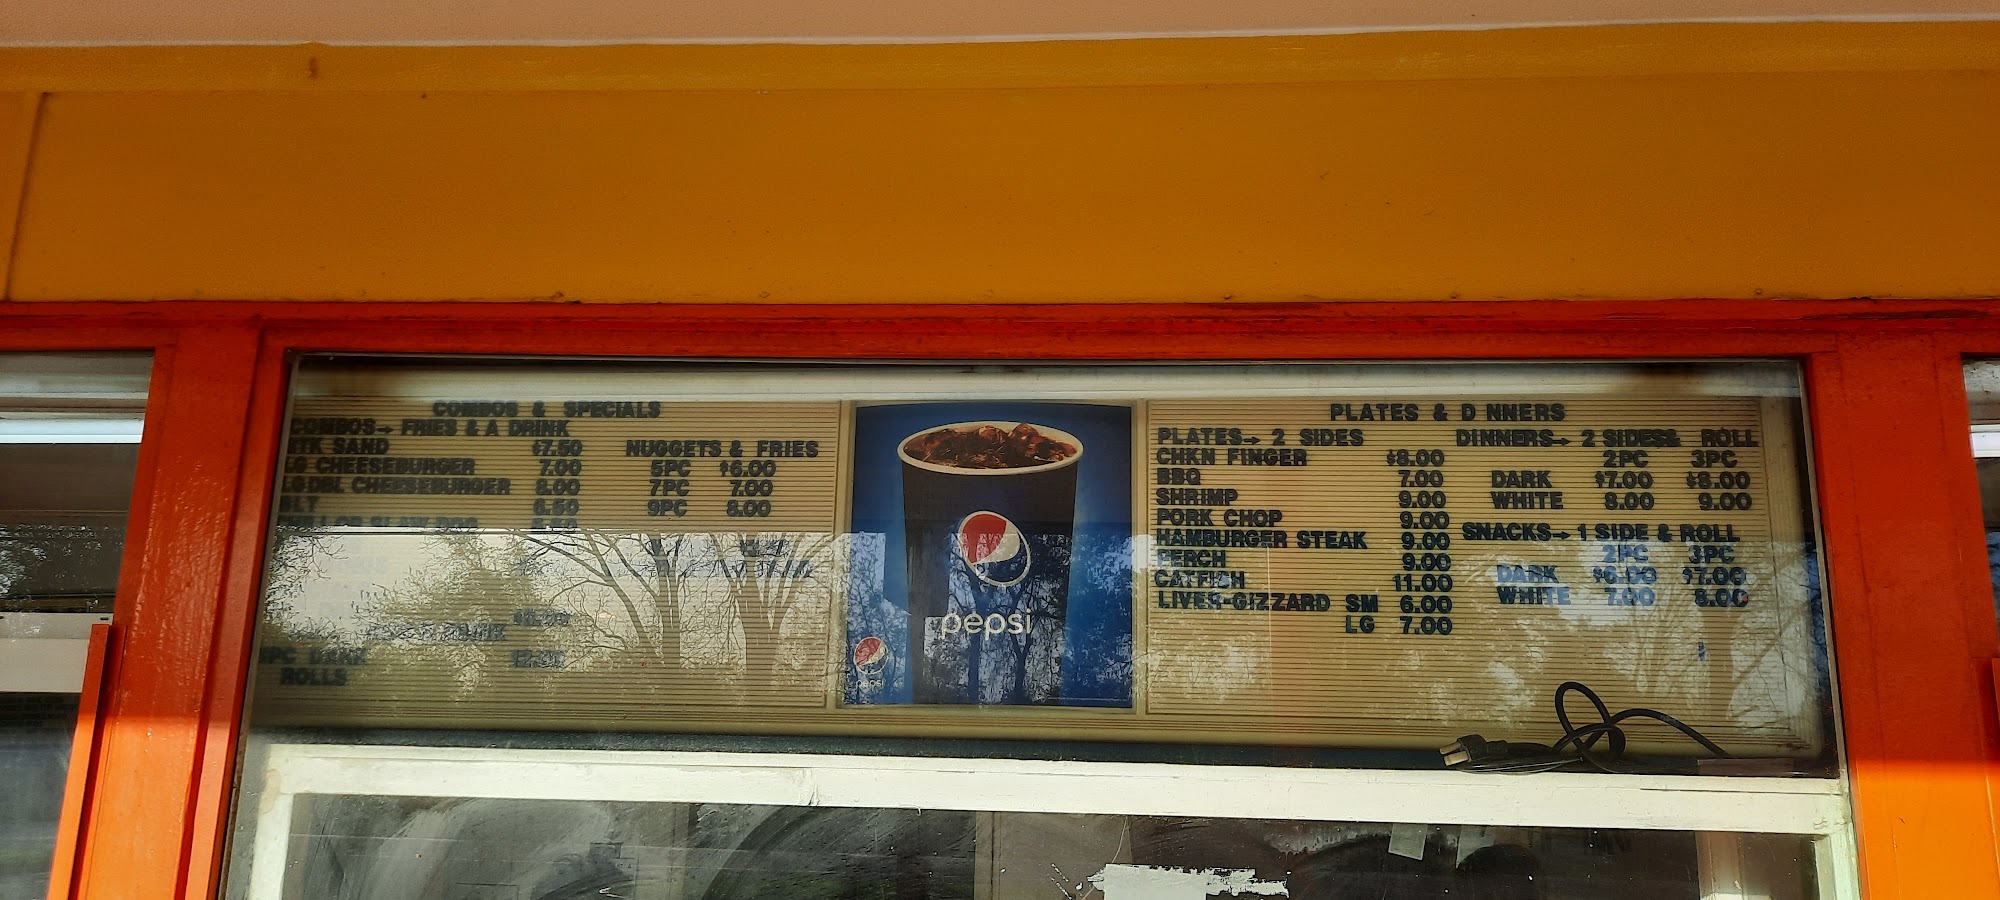 COMBOS & SPECIALS
COMBOS→ FRIES & A DRINK
STK SAND $7.50
LG CHEESEBURGER 7.00
LG DBL CHEESEBURGER 8.00
BLT 6.50
SLAW DOG
NUGGETS & FRIES
5PC $6.00
7PC 7.00
9PC 8.00
DARK
ROLLS
pepsi
pepsi
PLATES & D NNERS
PLATES→ 2 SIDES
CHKN FINGER $8.00
BBQ 7.00
SHRIMP 9.00
PORK CHOP 9.00
HAMBURGER STEAK 9.00
PERCH 9.00
CATFISH 11.00
LIVER-GIZZARD SM 6.00
LG 7.00
DINNERS→ 2 SIDES& ROLL
2PC 3PC
DARK $7.00 $8.00
WHITE 8.00 9.00
SNACKS→ 1 SIDE & ROLL
2PC 3PC
DARK $6.00 $7.00
WHITE 7.00 8.00